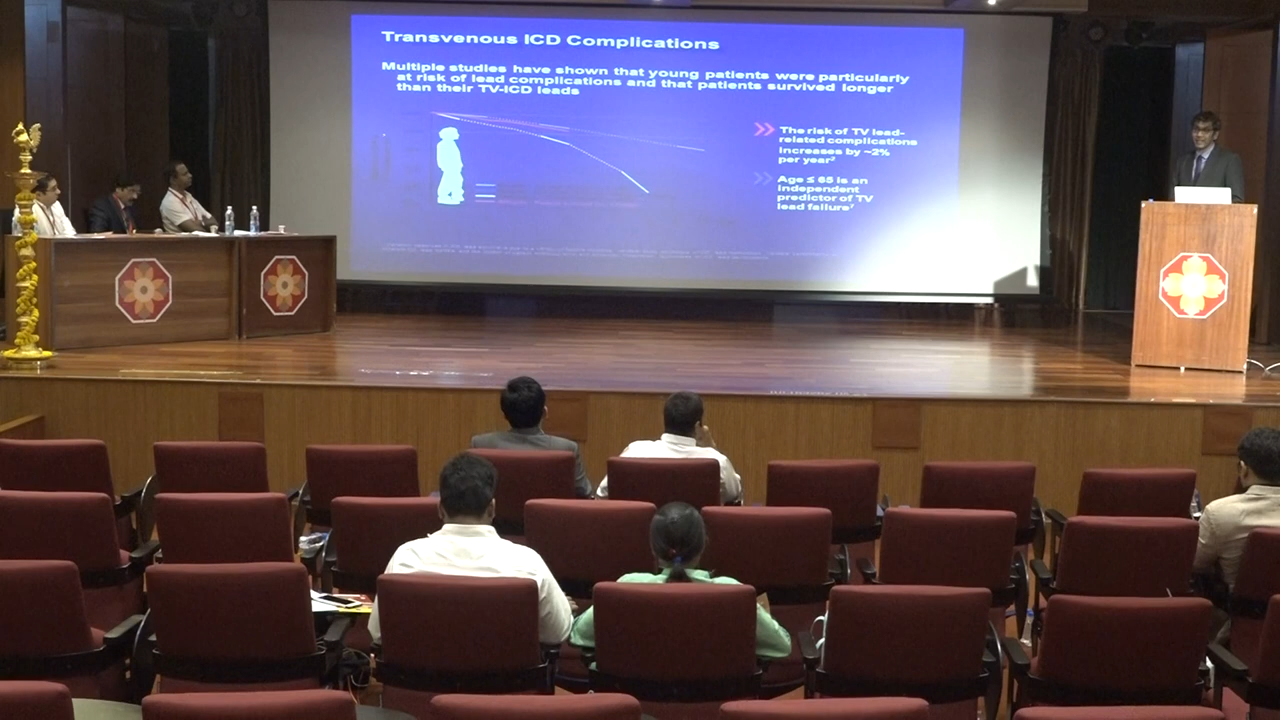 Transvenous ICD Complications
Multiple studies have shown that young patients were particularly
at risk of lead complications and that patients survived longer
than their TV-ICD leads
The risk of TV lead-
related complications
increases by ~2%
per year³
Age ≤ 65 is an
independent
predictor of TV
lead failure⁷